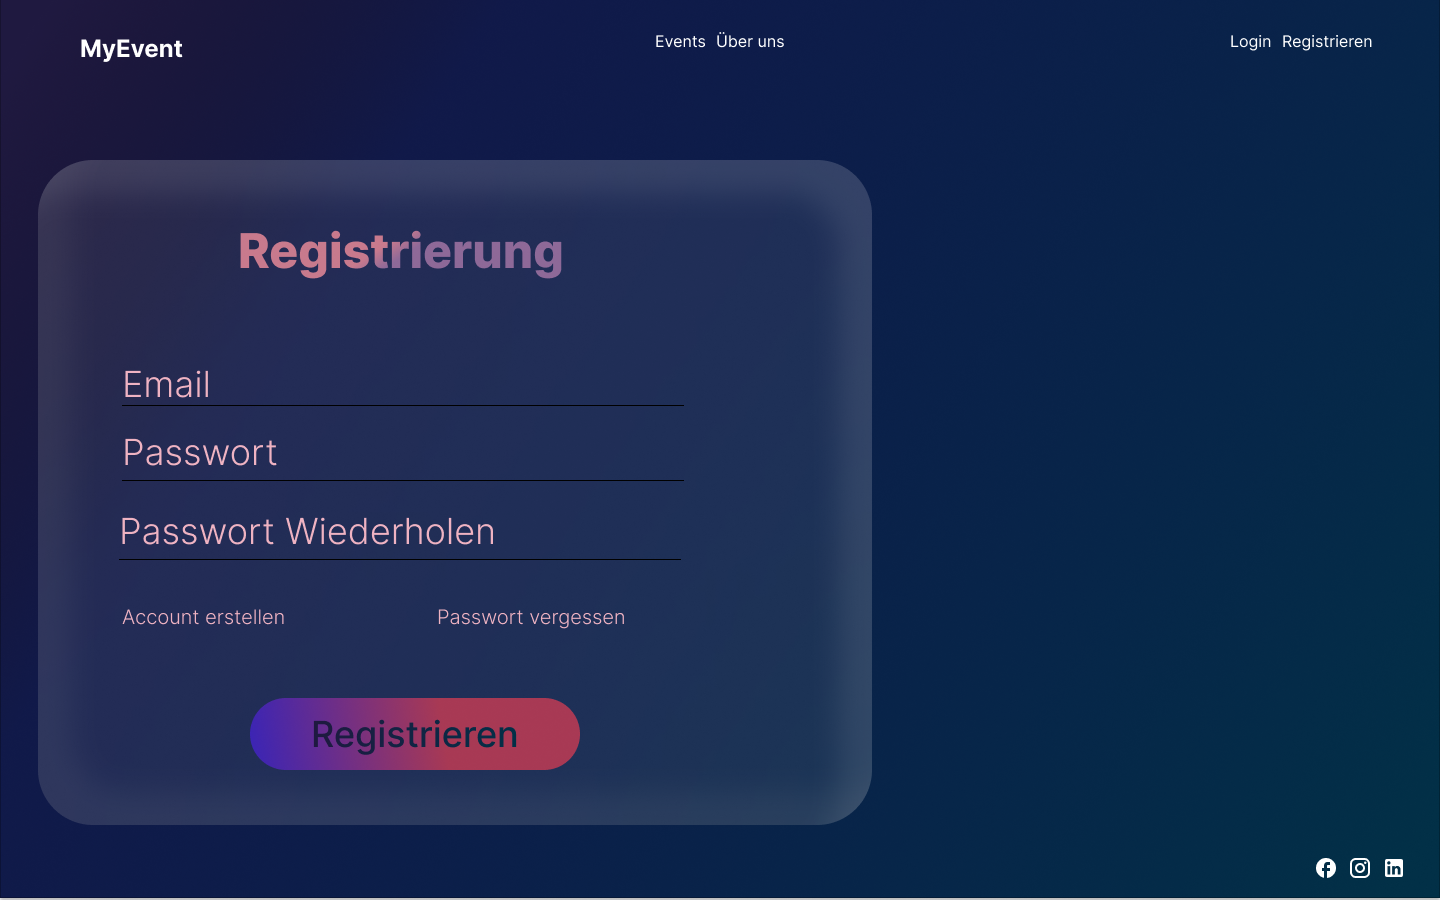 MyEvent
Events Über uns
Login Registrieren
Registrierung
Email
Passwort
Passwort Wiederholen
Account erstellen
Passwort vergessen
Registrieren